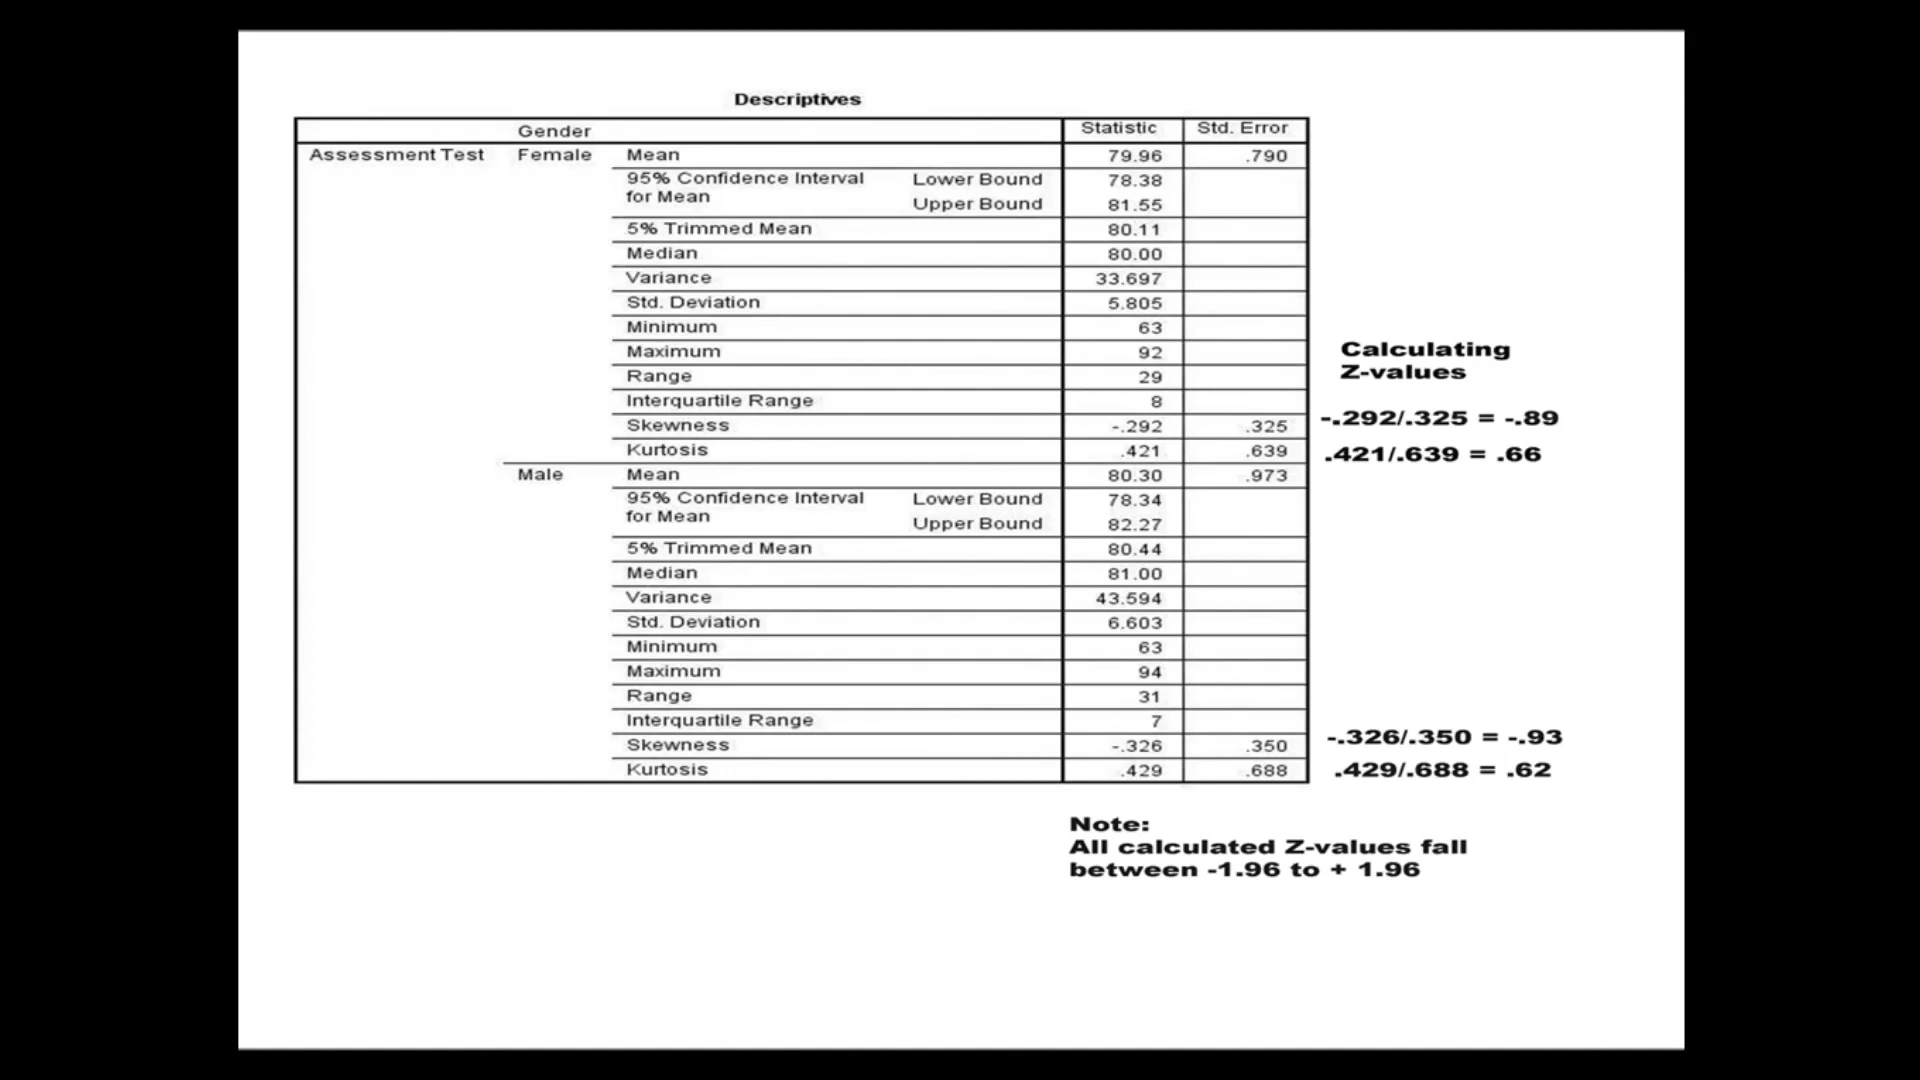 Descriptives
Gender Statistic Std. Error
Assessment Test Female Mean 79.96 .790
95% Confidence Interval Lower Bound 78.38
for Mean Upper Bound 81.55
5% Trimmed Mean 80.11
Median 80.00
Variance 33.697
Std. Deviation 5.805
Minimum 63
Maximum 92
Range 29
Interquartile Range 8
Skewness -.292 .325
Kurtosis .421 .639
Male Mean 80.30 .973
95% Confidence Interval Lower Bound 78.34
for Mean Upper Bound 82.27
5% Trimmed Mean 80.44
Median 81.00
Variance 43.594
Std. Deviation 6.603
Minimum 63
Maximum 94
Range 31
Interquartile Range 7
Skewness -.326 .350
Kurtosis .429 .688
Calculating
Z-values
-.292/.325 = -.89
.421/.639 = .66
-.326/.350 = -.93
.429/.688 = .62
Note:
All calculated Z-values fall
between -1.96 to + 1.96